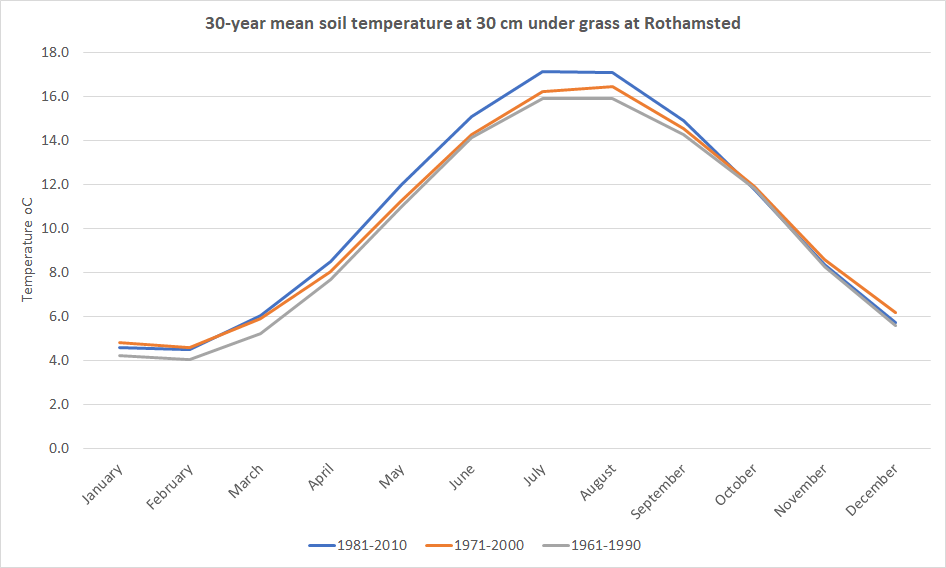 30-year mean soil temperature at 30 cm under grass at Rothamsted
18.0
16.0
14.0
12.0
10.0
8.0
6.0
4.0
2.0
0.0
Temperature oC
January
February
March
April
May
June
July
August
September
October
November
December
1981-2010
1971-2000
1961-1990